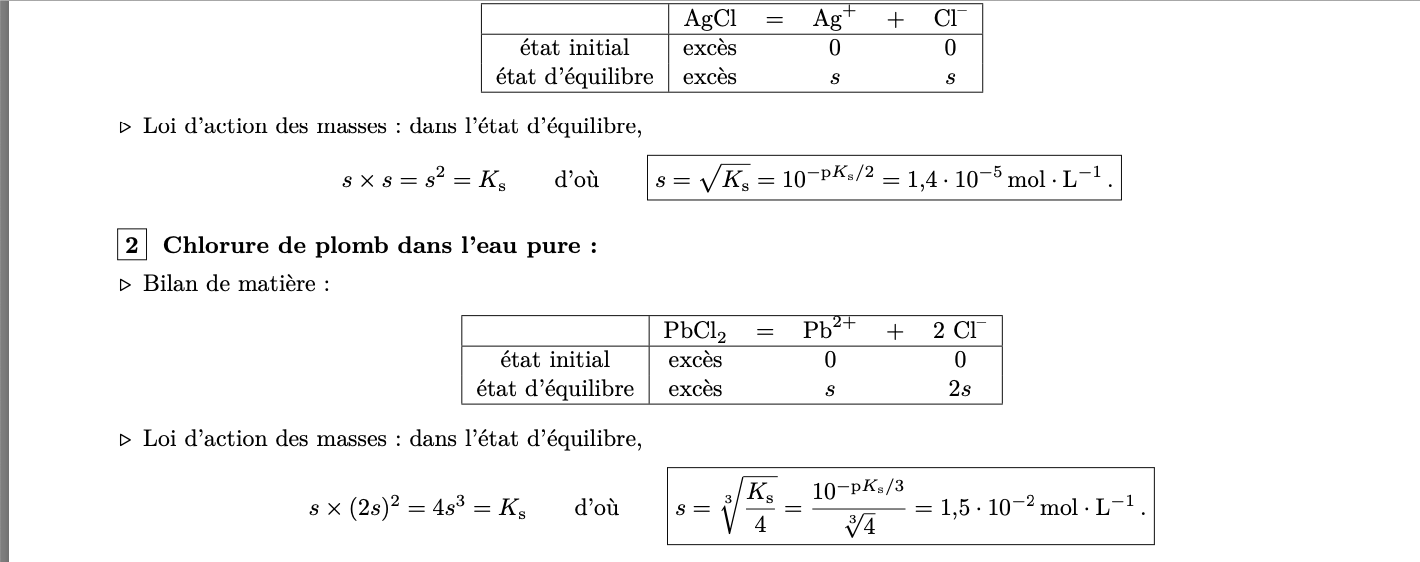 AgCl = Ag⁺ + Cl⁻
état initial excès 0 0
état d'équilibre excès s s
▷ Loi d'action des masses : dans l'état d'équilibre,
s × s = s² = Kₛ d'où s = √Kₛ = 10^(−pKₛ/2) = 1,4 · 10⁻⁵ mol · L⁻¹ .
2 Chlorure de plomb dans l'eau pure :
▷ Bilan de matière :
PbCl₂ = Pb²⁺ + 2 Cl⁻
état initial excès 0 0
état d'équilibre excès s 2s
▷ Loi d'action des masses : dans l'état d'équilibre,
s × (2s)² = 4s³ = Kₛ d'où s = ∛(Kₛ/4) = 10^(−pKₛ/3)/∛4 = 1,5 · 10⁻² mol · L⁻¹ .